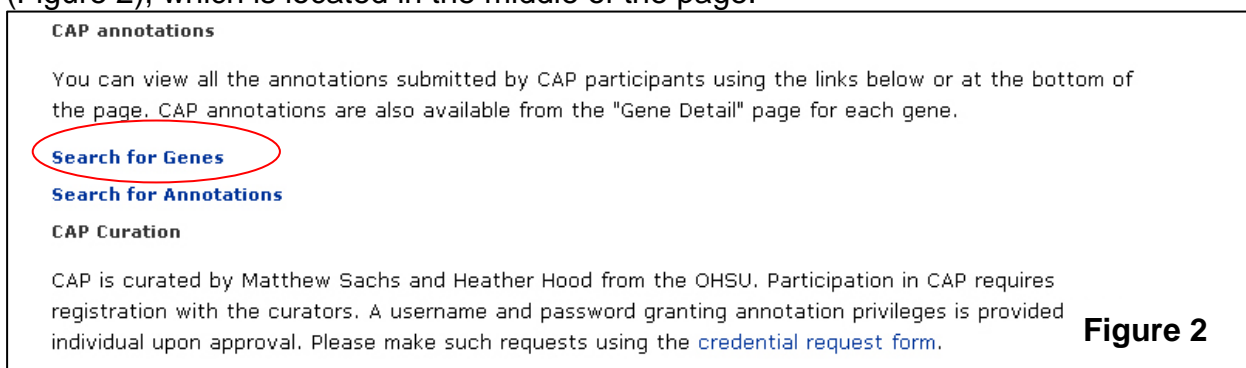 (Figure 2), which is located in the middle of the page.
CAP annotations
You can view all the annotations submitted by CAP participants using the links below or at the bottom of
the page. CAP annotations are also available from the "Gene Detail" page for each gene.
Search for Genes
Search for Annotations
CAP Curation
CAP is curated by Matthew Sachs and Heather Hood from the OHSU. Participation in CAP requires
registration with the curators. A username and password granting annotation privileges is provided
individual upon approval. Please make such requests using the credential request form.
Figure 2